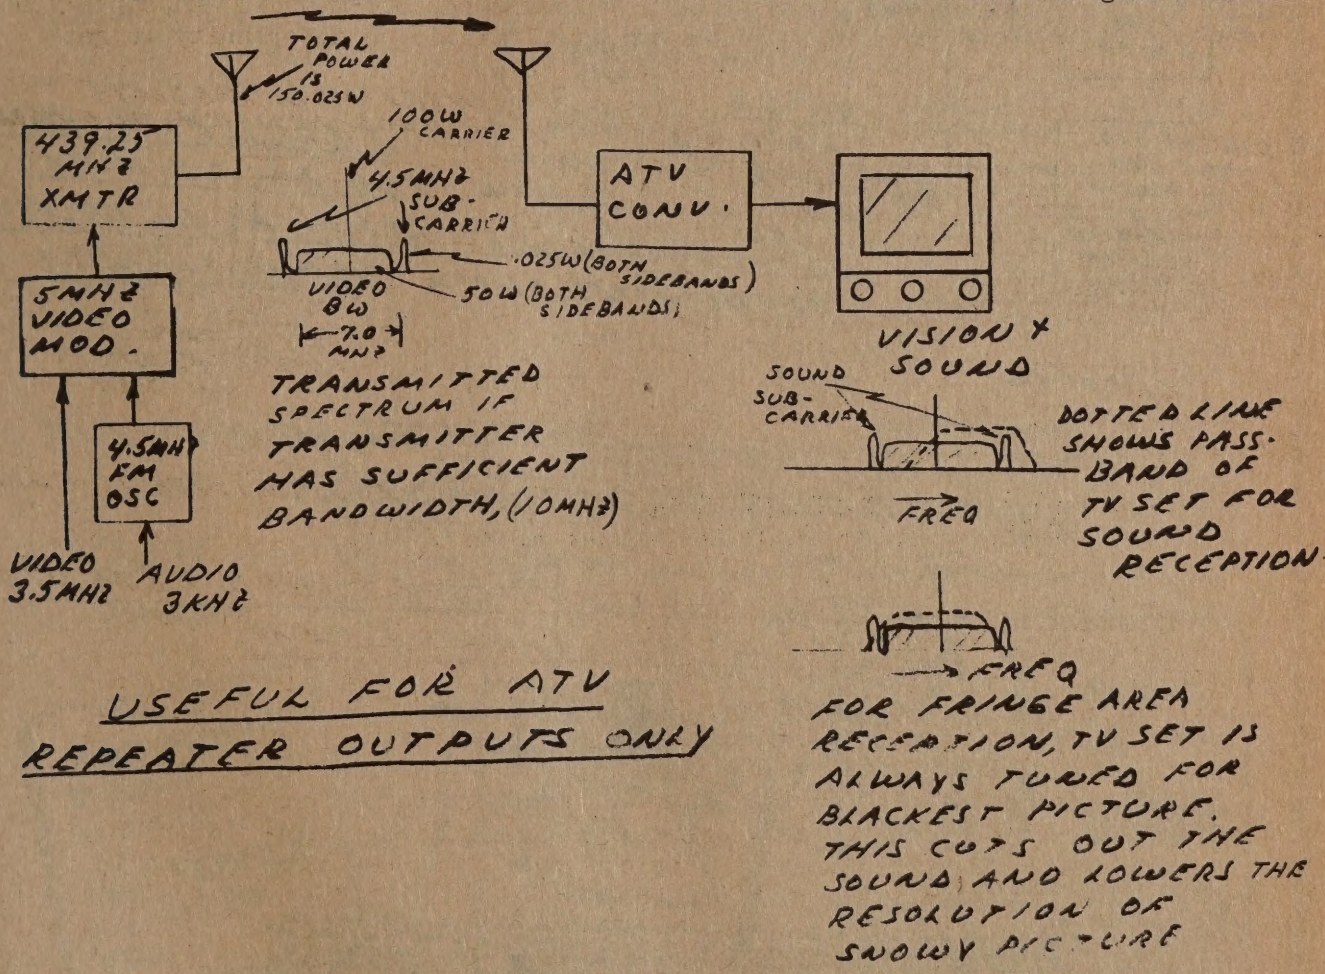 TOTAL
POWER
IS
150.025W
439.25
MHZ
XMTR
100W
CARRIER
4.5MHZ
SUB-
CARRIER
.025W (BOTH
SIDEBANDS)
50W (BOTH
SIDEBANDS)
VIDEO
BW
7.0
MHZ
5MHZ
VIDEO
MOD.
4.5MHZ
FM
OSC
VIDEO
3.5MHZ
AUDIO
3KHZ
TRANSMITTED
SPECTRUM IF
TRANSMITTER
HAS SUFFICIENT
BANDWIDTH, (10MHZ)
ATV
CONV.
VISION &
SOUND
SOUND
SUB-
CARRIER
FREQ
DOTTED LINE
SHOWS PASS-
BAND OF
TV SET FOR
SOUND
RECEPTION.
FREQ
FOR FRINGE AREA
RECEPTION, TV SET IS
ALWAYS TUNED FOR
BLACKEST PICTURE.
THIS CUTS OUT THE
SOUND AND LOWERS THE
RESOLUTION OF
SNOWY PICTURE
USEFUL FOR ATV
REPEATER OUTPUTS ONLY